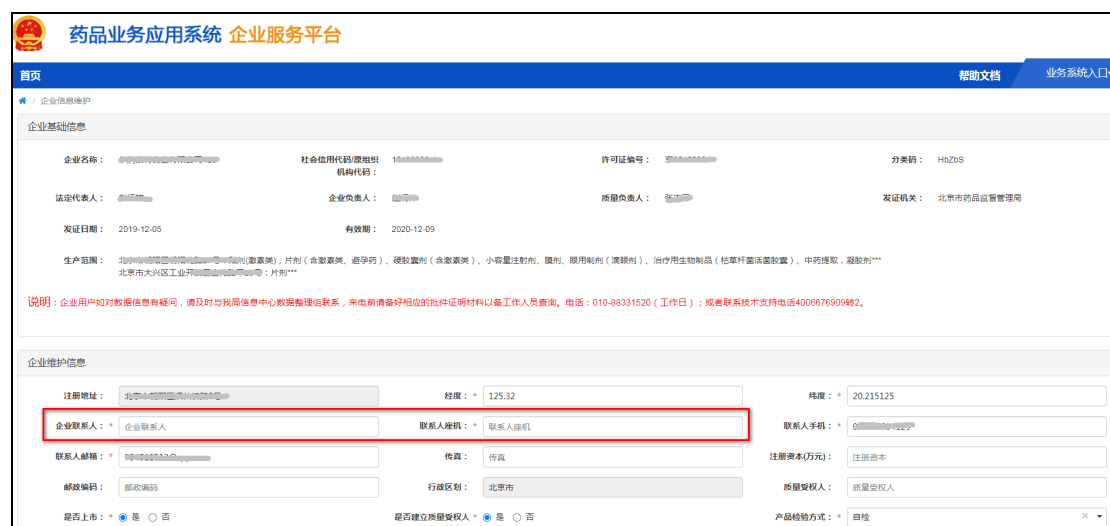 药品业务应用系统 企业服务平台
首页 帮助文档 业务系统入口
/ 企业信息维护
企业基础信息
企业名称： 社会信用代码/原组织机构代码： 许可证编号： 分类码： HbZbS
法定代表人： 企业负责人： 质量负责人： 发证机关： 北京市药品监督管理局
发证日期： 2019-12-05 有效期： 2020-12-09
生产范围： (激素类)，片剂（含激素类、避孕药）、硬胶囊剂（含激素类）、小容量注射剂、膜剂、眼用制剂（滴眼剂）、治疗用生物制品（枯草杆菌活菌胶囊）、中药提取，凝胶剂***
北京市大兴区工业开 ：片剂***
说明：企业用户如对数据信息有疑问，请及时与我局信息中心数据整理组联系，来电前请备好相应的批件证明材料以备工作人员查询。电话：010-88331520（工作日）；或者联系技术支持电话4006676909转2。
企业维护信息
注册地址： 经度：* 125.32 纬度：* 20.215125
企业联系人：* 企业联系人 联系人座机：* 联系人座机 联系人手机：*
联系人邮箱：* 传真： 传真 注册资本(万元)： 注册资本
邮政编码： 邮政编码 行政区划： 北京市 质量受权人： 质量受权人
是否上市：* 是 否 是否建立质量受权人* 是 否 产品检验方式：* 自检 ×